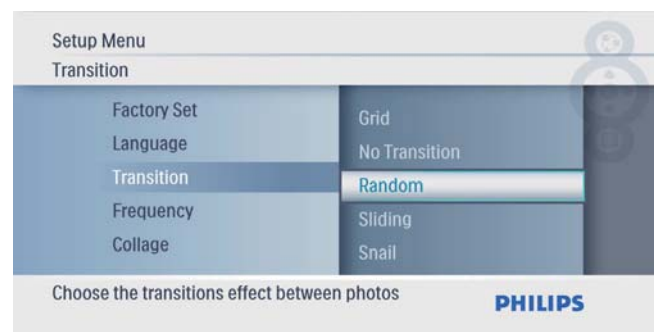 Setup Menu
Transition
Factory Set
Language
Transition
Frequency
Collage
Grid
No Transition
Random
Sliding
Snail
Choose the transitions effect between photos
PHILIPS